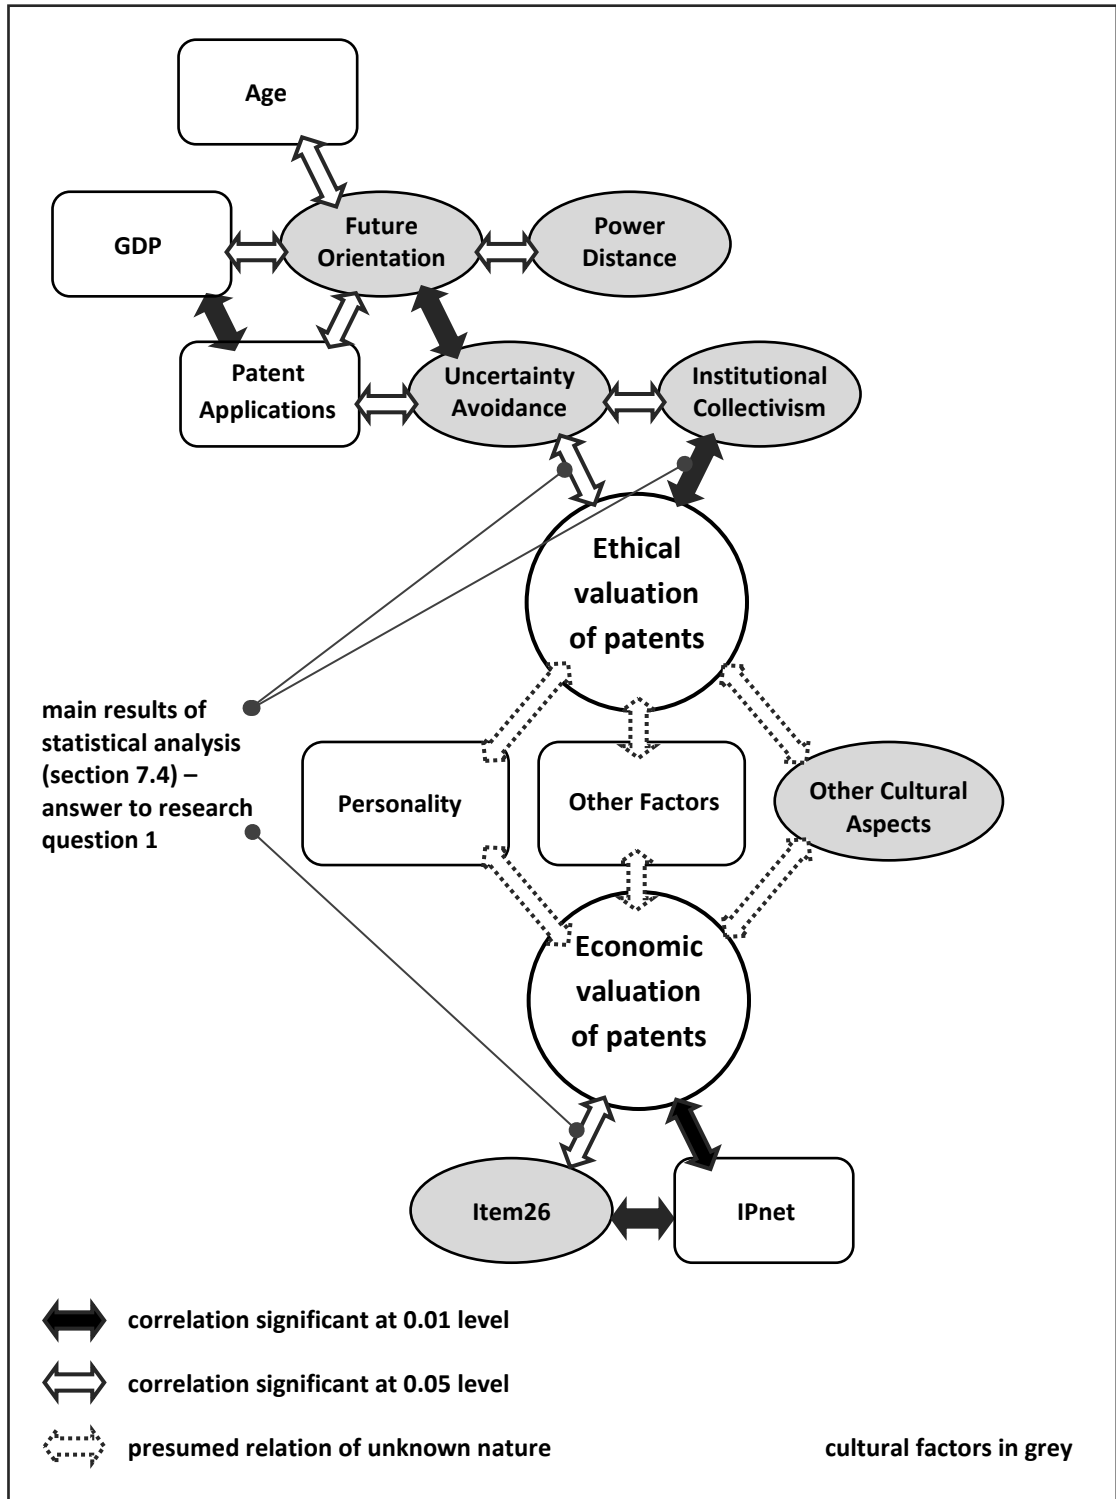 Age
GDP
Future
Orientation
Power
Distance
Patent
Applications
Uncertainty
Avoidance
Institutional
Collectivism
Ethical
valuation
of patents
main results of
statistical analysis
(section 7.4) –
answer to research
question 1
Personality
Other Factors
Other Cultural
Aspects
Economic
valuation
of patents
Item26
IPnet
correlation significant at 0.01 level
correlation significant at 0.05 level
presumed relation of unknown nature
cultural factors in grey